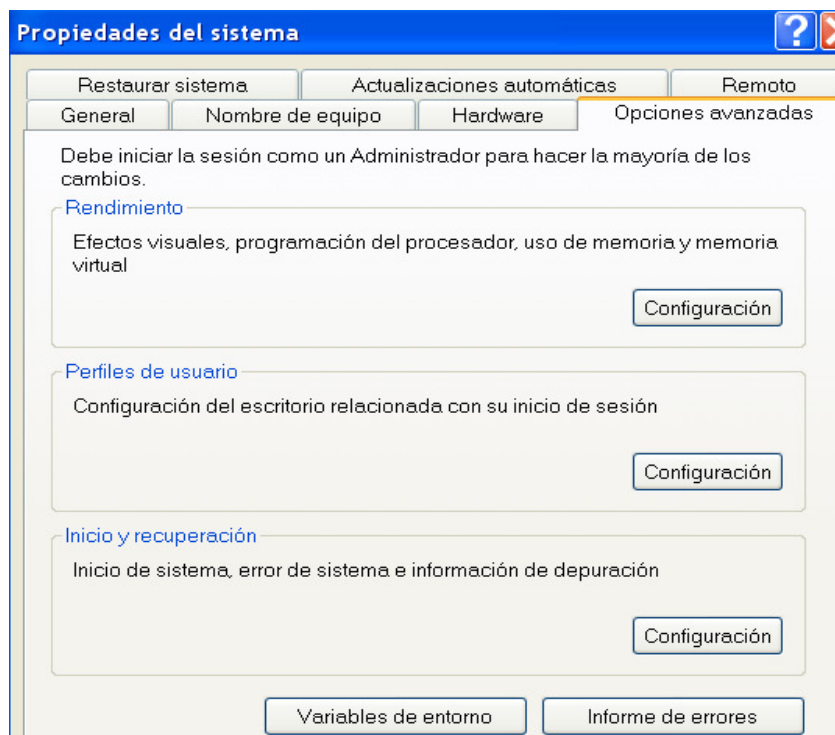 Propiedades del sistema
Restaurar sistema
Actualizaciones automáticas
Remoto
General
Nombre de equipo
Hardware
Opciones avanzadas
Debe iniciar la sesión como un Administrador para hacer la mayoría de los
cambios.
Rendimiento
Efectos visuales, programación del procesador, uso de memoria y memoria
virtual
Configuración
Perfiles de usuario
Configuración del escritorio relacionada con su inicio de sesión
Configuración
Inicio y recuperación
Inicio de sistema, error de sistema e información de depuración
Configuración
Variables de entorno
Informe de errores